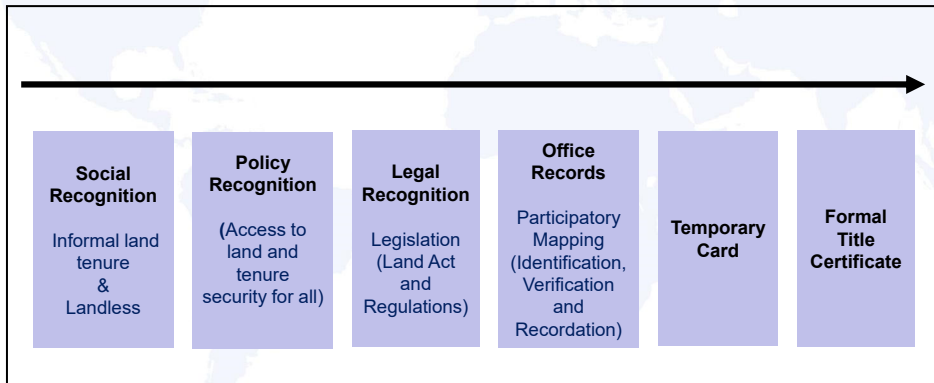 Social
Recognition
Informal land
tenure
&
Landless
Policy
Recognition
(Access to
land and
tenure
security for all)
Legal
Recognition
Legislation
(Land Act
and
Regulations)
Office
Records
Participatory
Mapping
(Identification,
Verification
and
Recordation)
Temporary
Card
Formal
Title
Certificate